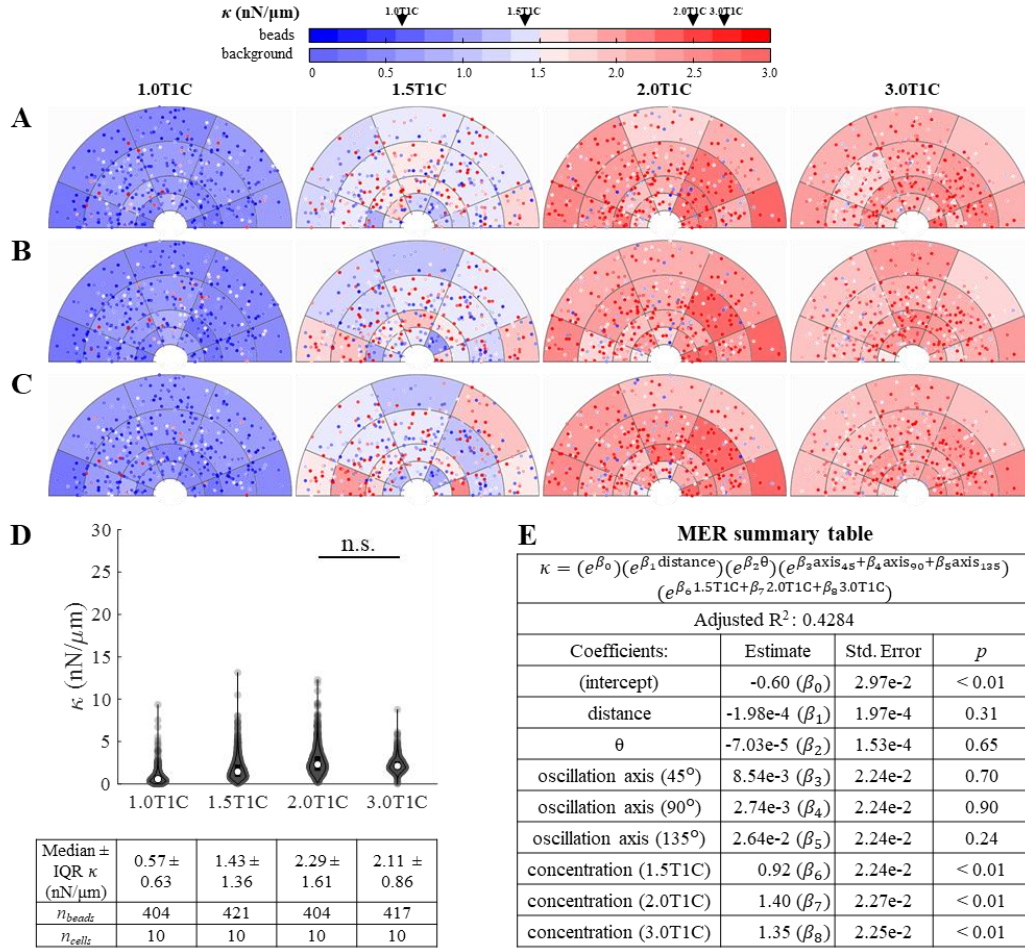 κ (nN/μm)
1.0T1C 1.5T1C 2.0T1C 3.0T1C
beads
background
0 0.5 1.0 1.5 2.0 2.5 3.0
1.0T1C 1.5T1C 2.0T1C 3.0T1C
A
B
C
D
n.s.
30
25
20
15
10
5
0
κ (nN/μm)
1.0T1C 1.5T1C 2.0T1C 3.0T1C
Median ± IQR κ (nN/μm) 0.57 ± 0.63 1.43 ± 1.36 2.29 ± 1.61 2.11 ± 0.86
n_beads 404 421 404 417
n_cells 10 10 10 10
E MER summary table
κ = (e^{β₀})(e^{β₁distance})(e^{β₂θ})(e^{β₃axis₄₅+β₄axis₉₀+β₅axis₁₃₅})
(e^{β₆1.5T1C+β₇2.0T1C+β₈3.0T1C})
Adjusted R²: 0.4284
Coefficients: Estimate Std. Error p
(intercept) -0.60 (β₀) 2.97e-2 < 0.01
distance -1.98e-4 (β₁) 1.97e-4 0.31
θ -7.03e-5 (β₂) 1.53e-4 0.65
oscillation axis (45°) 8.54e-3 (β₃) 2.24e-2 0.70
oscillation axis (90°) 2.74e-3 (β₄) 2.24e-2 0.90
oscillation axis (135°) 2.64e-2 (β₅) 2.24e-2 0.24
concentration (1.5T1C) 0.92 (β₆) 2.24e-2 < 0.01
concentration (2.0T1C) 1.40 (β₇) 2.27e-2 < 0.01
concentration (3.0T1C) 1.35 (β₈) 2.25e-2 < 0.01